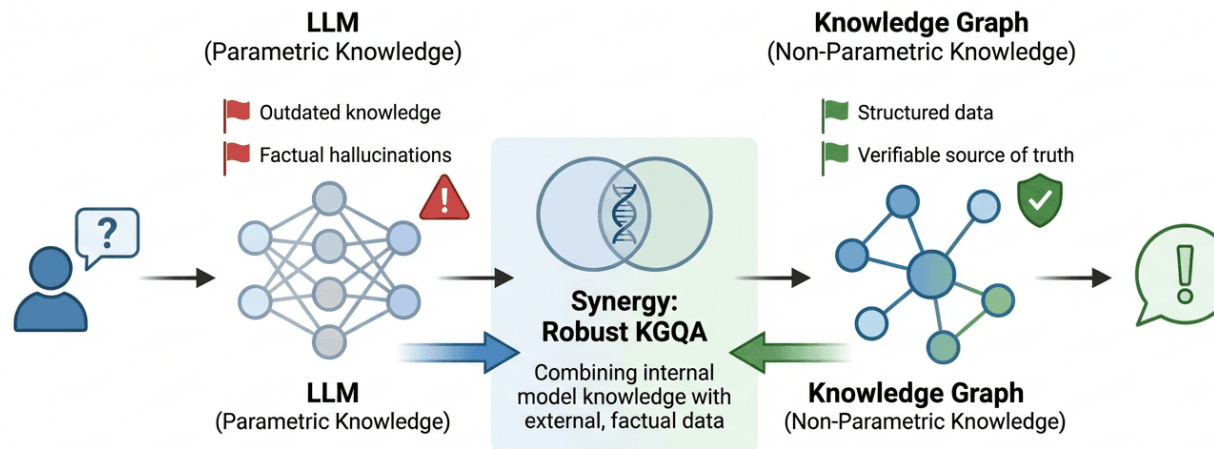 LLM
(Parametric Knowledge)
Outdated knowledge
Factual hallucinations
?
!
LLM
(Parametric Knowledge)
Synergy:
Robust KGQA
Combining internal
model knowledge with
external, factual data
Knowledge Graph
(Non-Parametric Knowledge)
Structured data
Verifiable source of truth
Knowledge Graph
(Non-Parametric Knowledge)
!